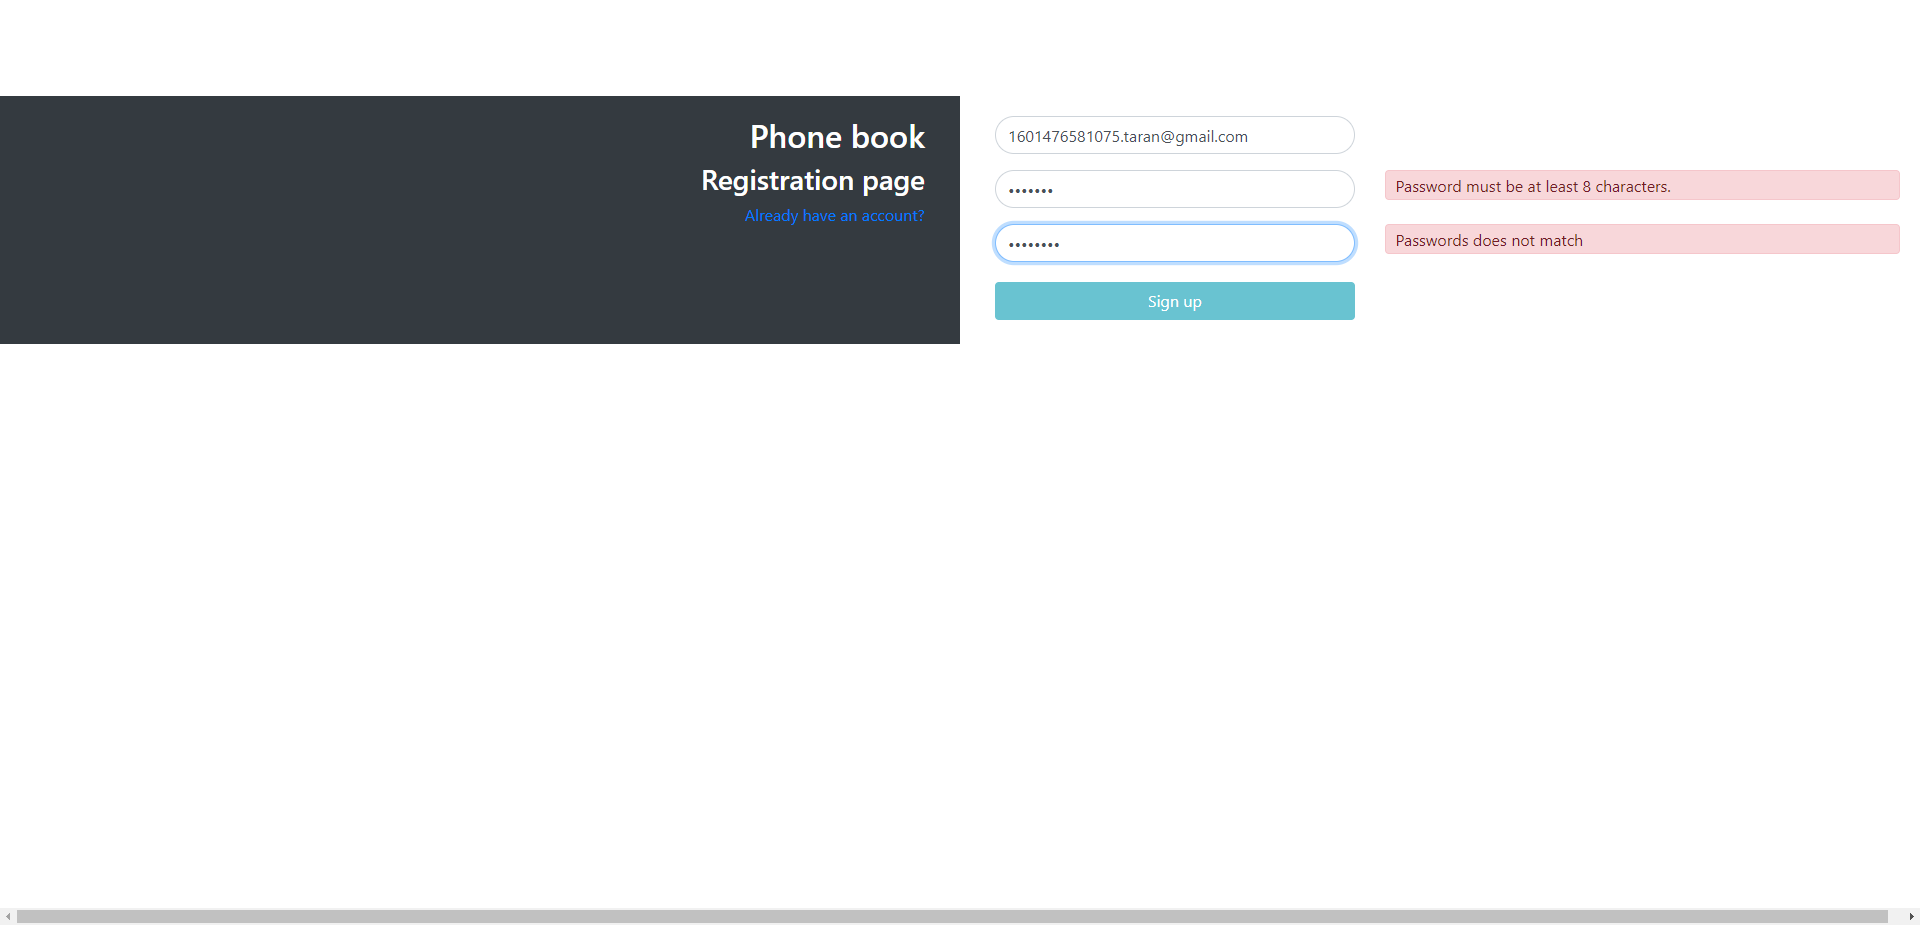 Phone book
Registration page
Already have an account?
1601476581075.taran@gmail.com
•••••••
Password must be at least 8 characters.
••••••••
Passwords does not match
Sign up